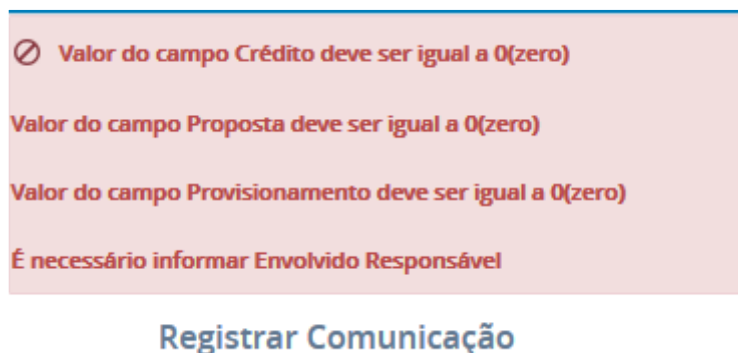 Valor do campo Crédito deve ser igual a 0(zero)
Valor do campo Proposta deve ser igual a 0(zero)
Valor do campo Provisionamento deve ser igual a 0(zero)
É necessário informar Envolvido Responsável
Registrar Comunicação